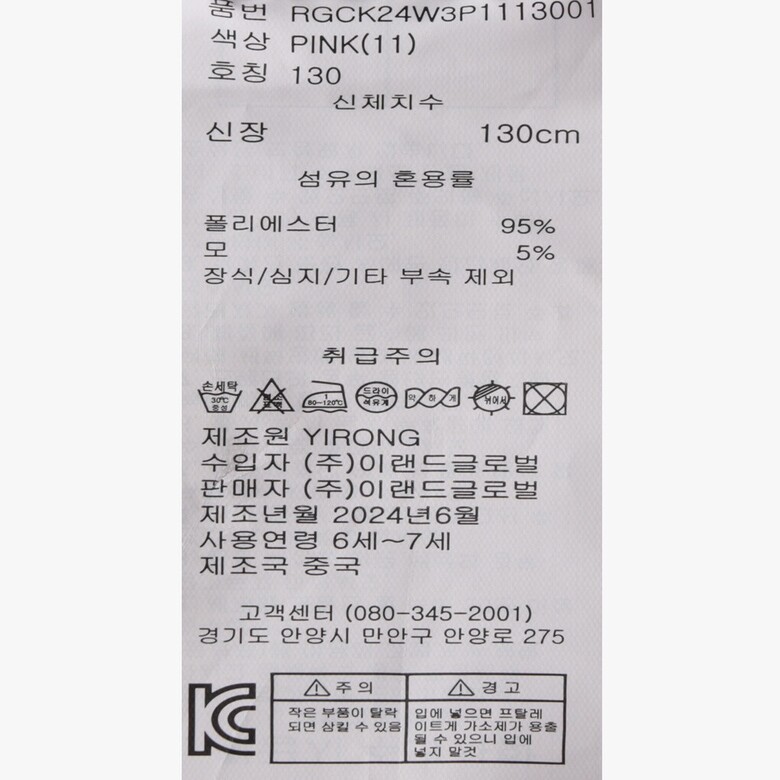 품번 RGCK24W3P1113001
색상 PINK(11)
호칭 130
신체치수
신장 130cm
섬유의 혼용률
폴리에스터 95%
모 5%
장식/심지/기타 부속 제외
취급주의
손세탁
30℃
중성
1
80-120℃
드라이
석유계
약하게
뉘어서
제조원 YIRONG
수입자 (주)이랜드글로벌
판매자 (주)이랜드글로벌
제조년월 2024년6월
사용연령 6세~7세
제조국 중국
고객센터 (080-345-2001)
경기도 안양시 만안구 안양로 275
KC
주의
작은 부품이 탈락
되면 삼킬 수 있음
경고
입에 넣으면 프탈레
이트계 가소제가 용출
될 수 있으니 입에
넣지 말것